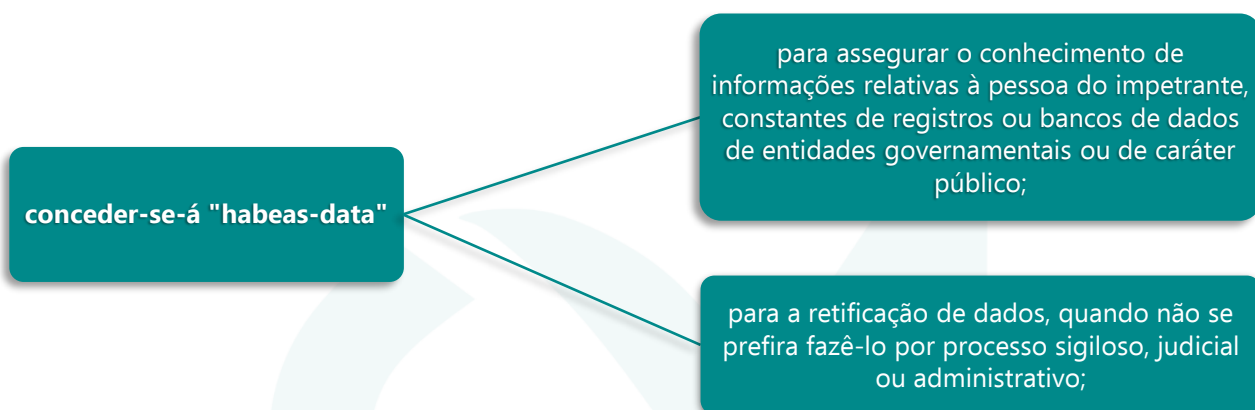 conceder-se-á "habeas-data"
para assegurar o conhecimento de
informações relativas à pessoa do impetrante,
constantes de registros ou bancos de dados
de entidades governamentais ou de caráter
público;
para a retificação de dados, quando não se
prefira fazê-lo por processo sigiloso, judicial
ou administrativo;